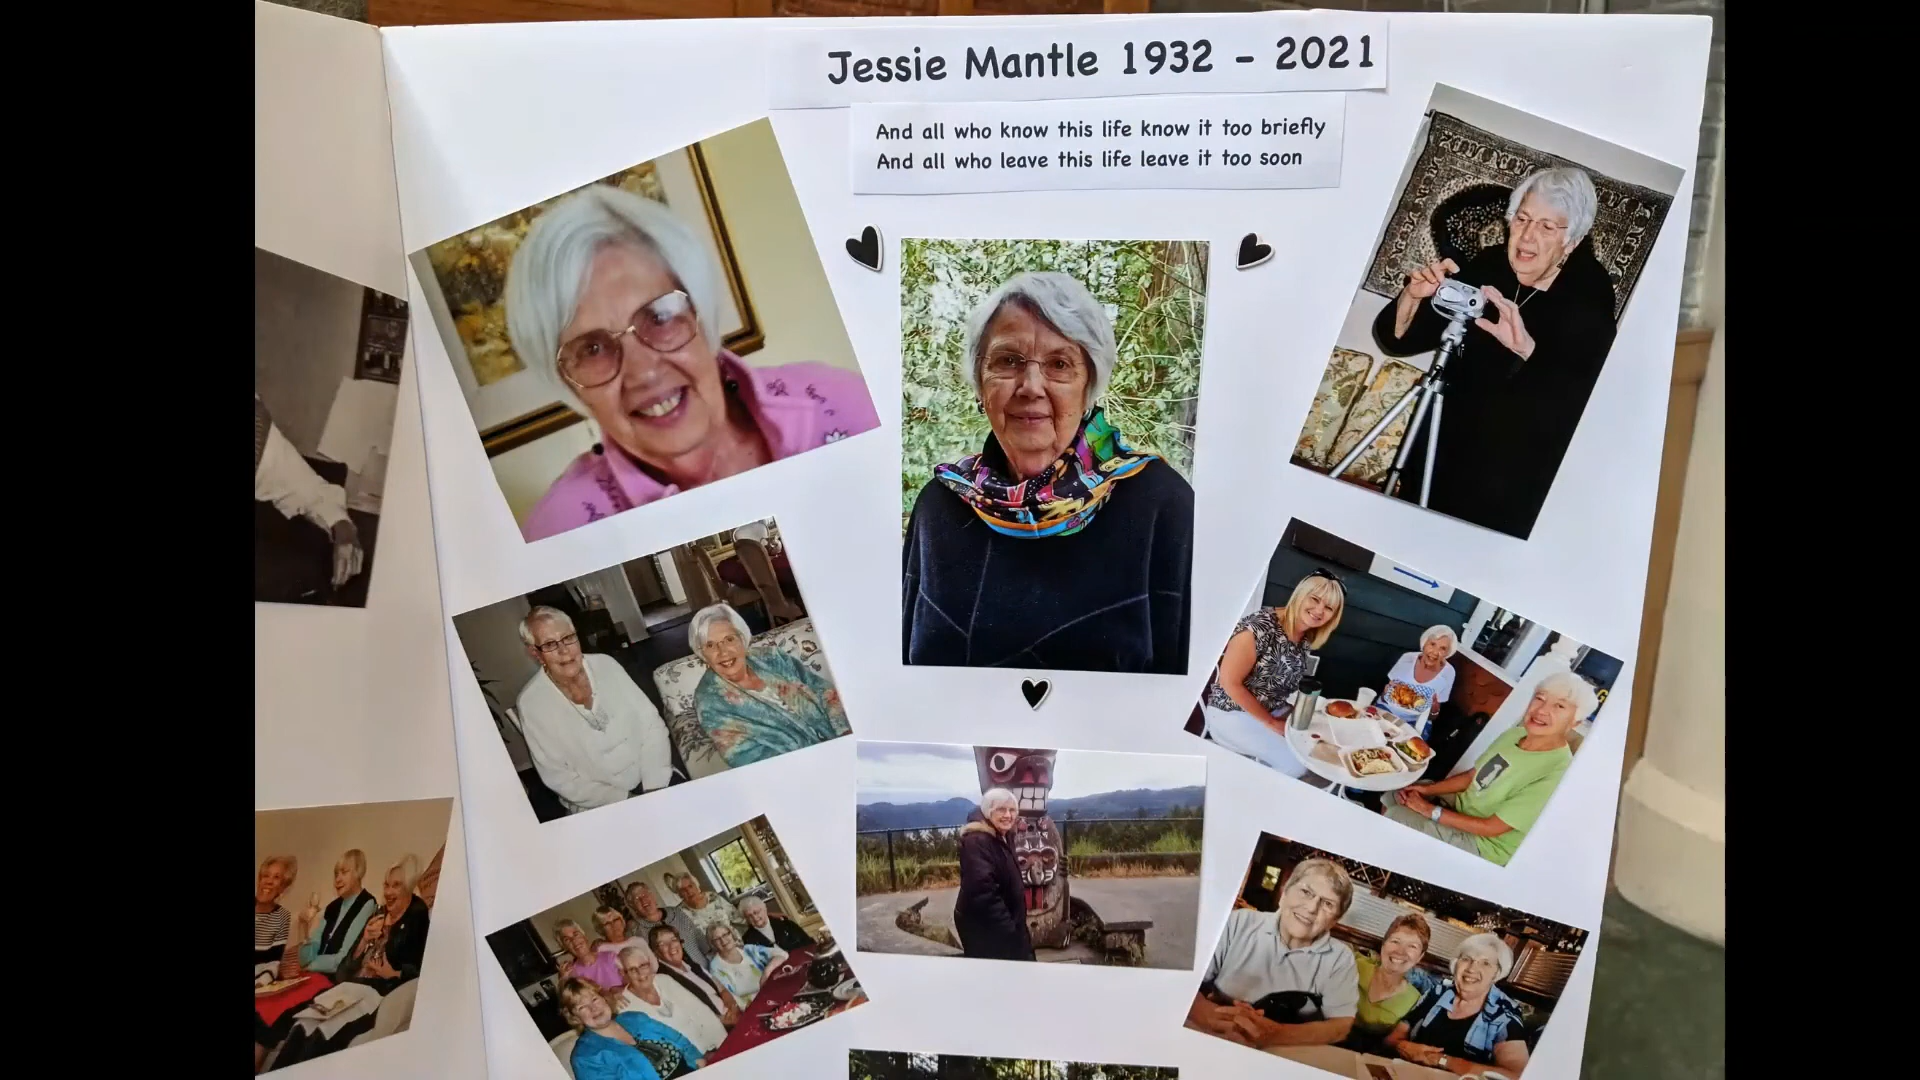 Jessie Mantle 1932 - 2021
And all who know this life know it too briefly
And all who leave this life leave it too soon